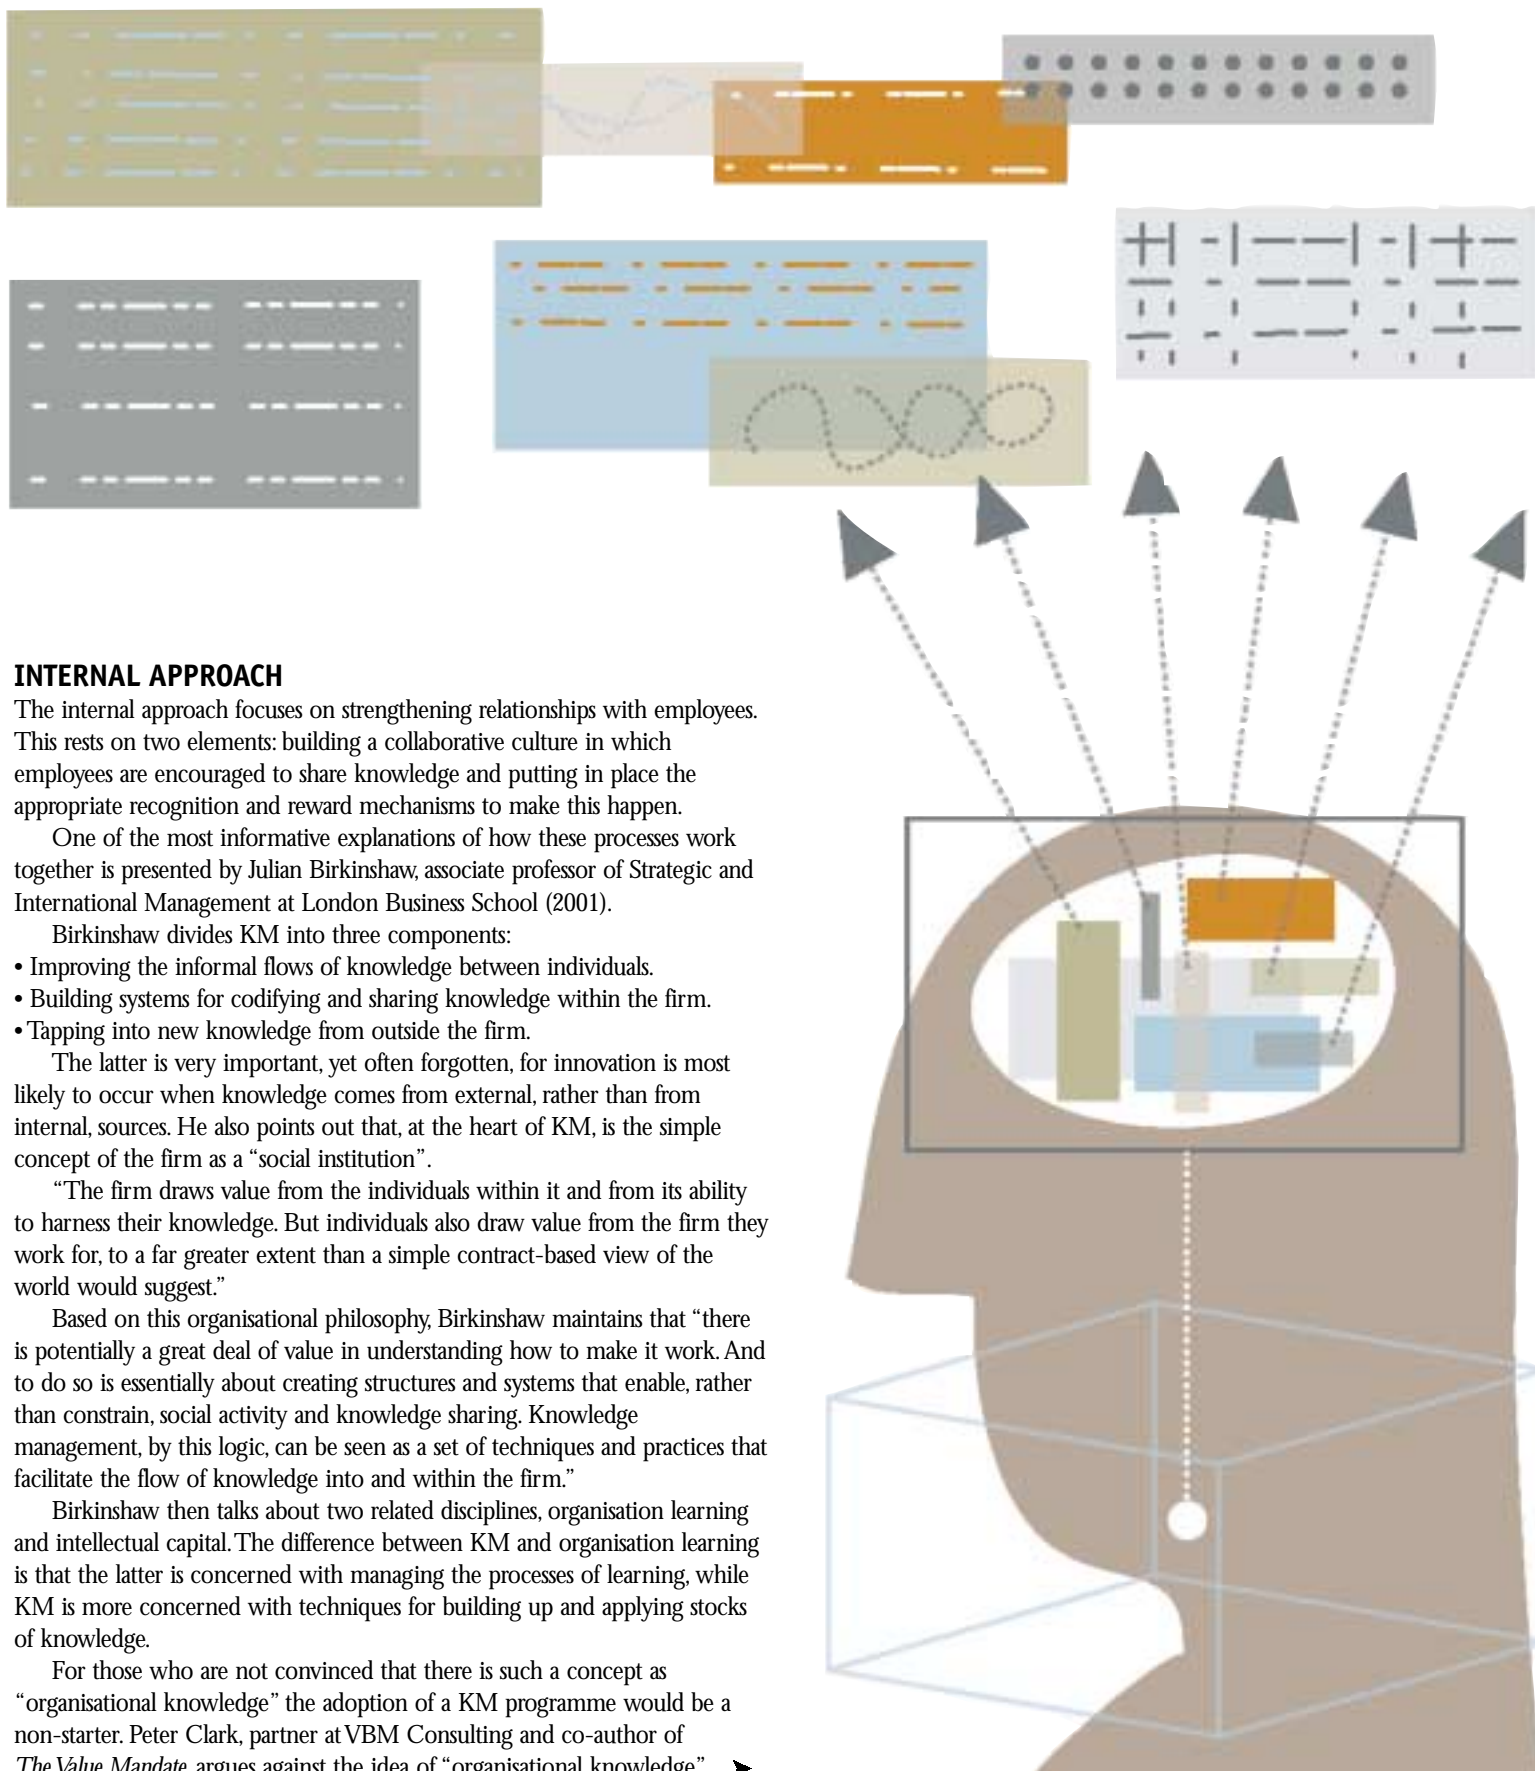 INTERNAL APPROACH
The internal approach focuses on strengthening relationships with employees.
This rests on two elements: building a collaborative culture in which
employees are encouraged to share knowledge and putting in place the
appropriate recognition and reward mechanisms to make this happen.
One of the most informative explanations of how these processes work
together is presented by Julian Birkinshaw, associate professor of Strategic and
International Management at London Business School (2001).
Birkinshaw divides KM into three components:
• Improving the informal flows of knowledge between individuals.
• Building systems for codifying and sharing knowledge within the firm.
• Tapping into new knowledge from outside the firm.
The latter is very important, yet often forgotten, for innovation is most
likely to occur when knowledge comes from external, rather than from
internal, sources. He also points out that, at the heart of KM, is the simple
concept of the firm as a “social institution”.
“The firm draws value from the individuals within it and from its ability
to harness their knowledge. But individuals also draw value from the firm they
work for, to a far greater extent than a simple contract-based view of the
world would suggest.”
Based on this organisational philosophy, Birkinshaw maintains that “there
is potentially a great deal of value in understanding how to make it work. And
to do so is essentially about creating structures and systems that enable, rather
than constrain, social activity and knowledge sharing. Knowledge
management, by this logic, can be seen as a set of techniques and practices that
facilitate the flow of knowledge into and within the firm.”
Birkinshaw then talks about two related disciplines, organisation learning
and intellectual capital. The difference between KM and organisation learning
is that the latter is concerned with managing the processes of learning, while
KM is more concerned with techniques for building up and applying stocks
of knowledge.
For those who are not convinced that there is such a concept as
“organisational knowledge” the adoption of a KM programme would be a
non-starter. Peter Clark, partner at VBM Consulting and co-author of
The Value Mandate argues against the idea of “organisational knowledge”